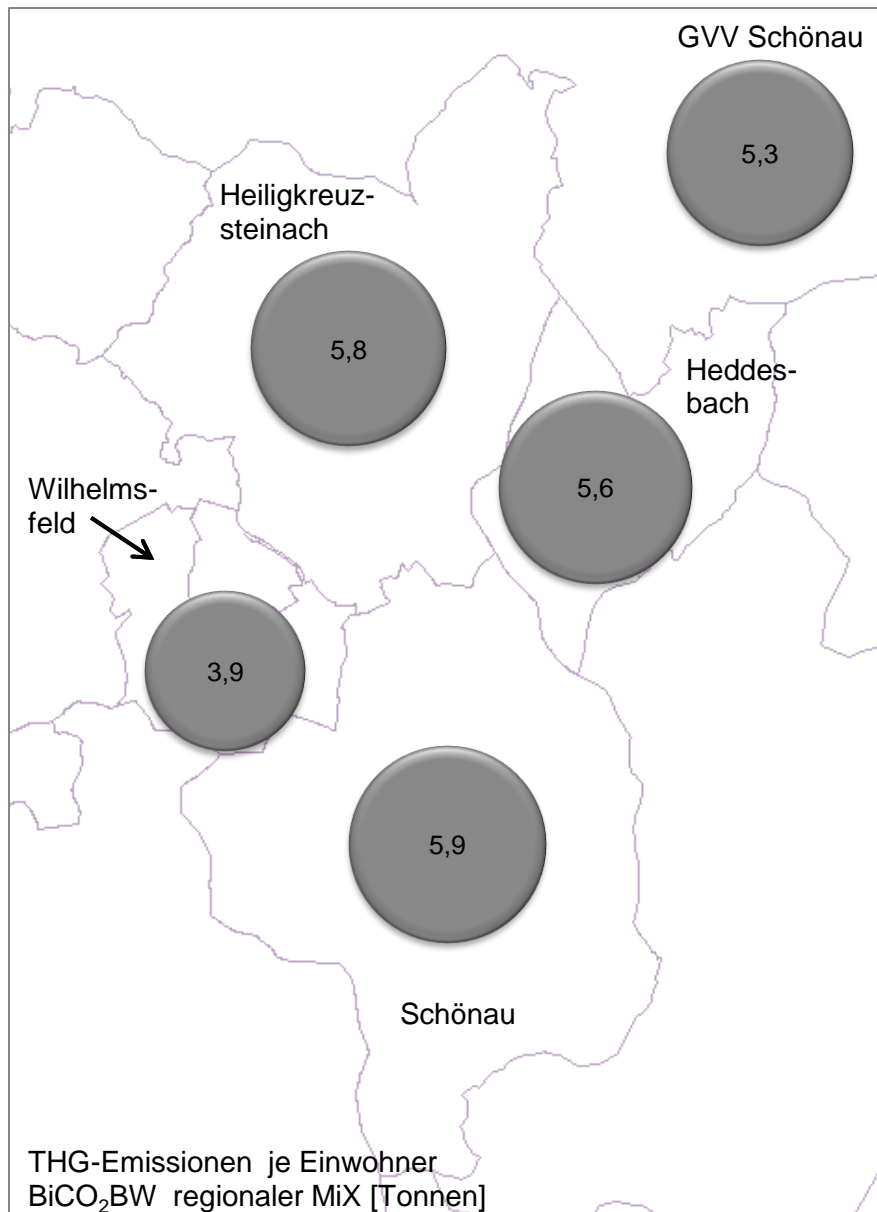 GVV Schönau
5,3
Heiligkreuz-
steinach
5,8
Heddes-
bach
5,6
Wilhelms-
feld
3,9
5,9
Schönau
THG-Emissionen je Einwohner
BiCO₂BW regionaler MiX [Tonnen]